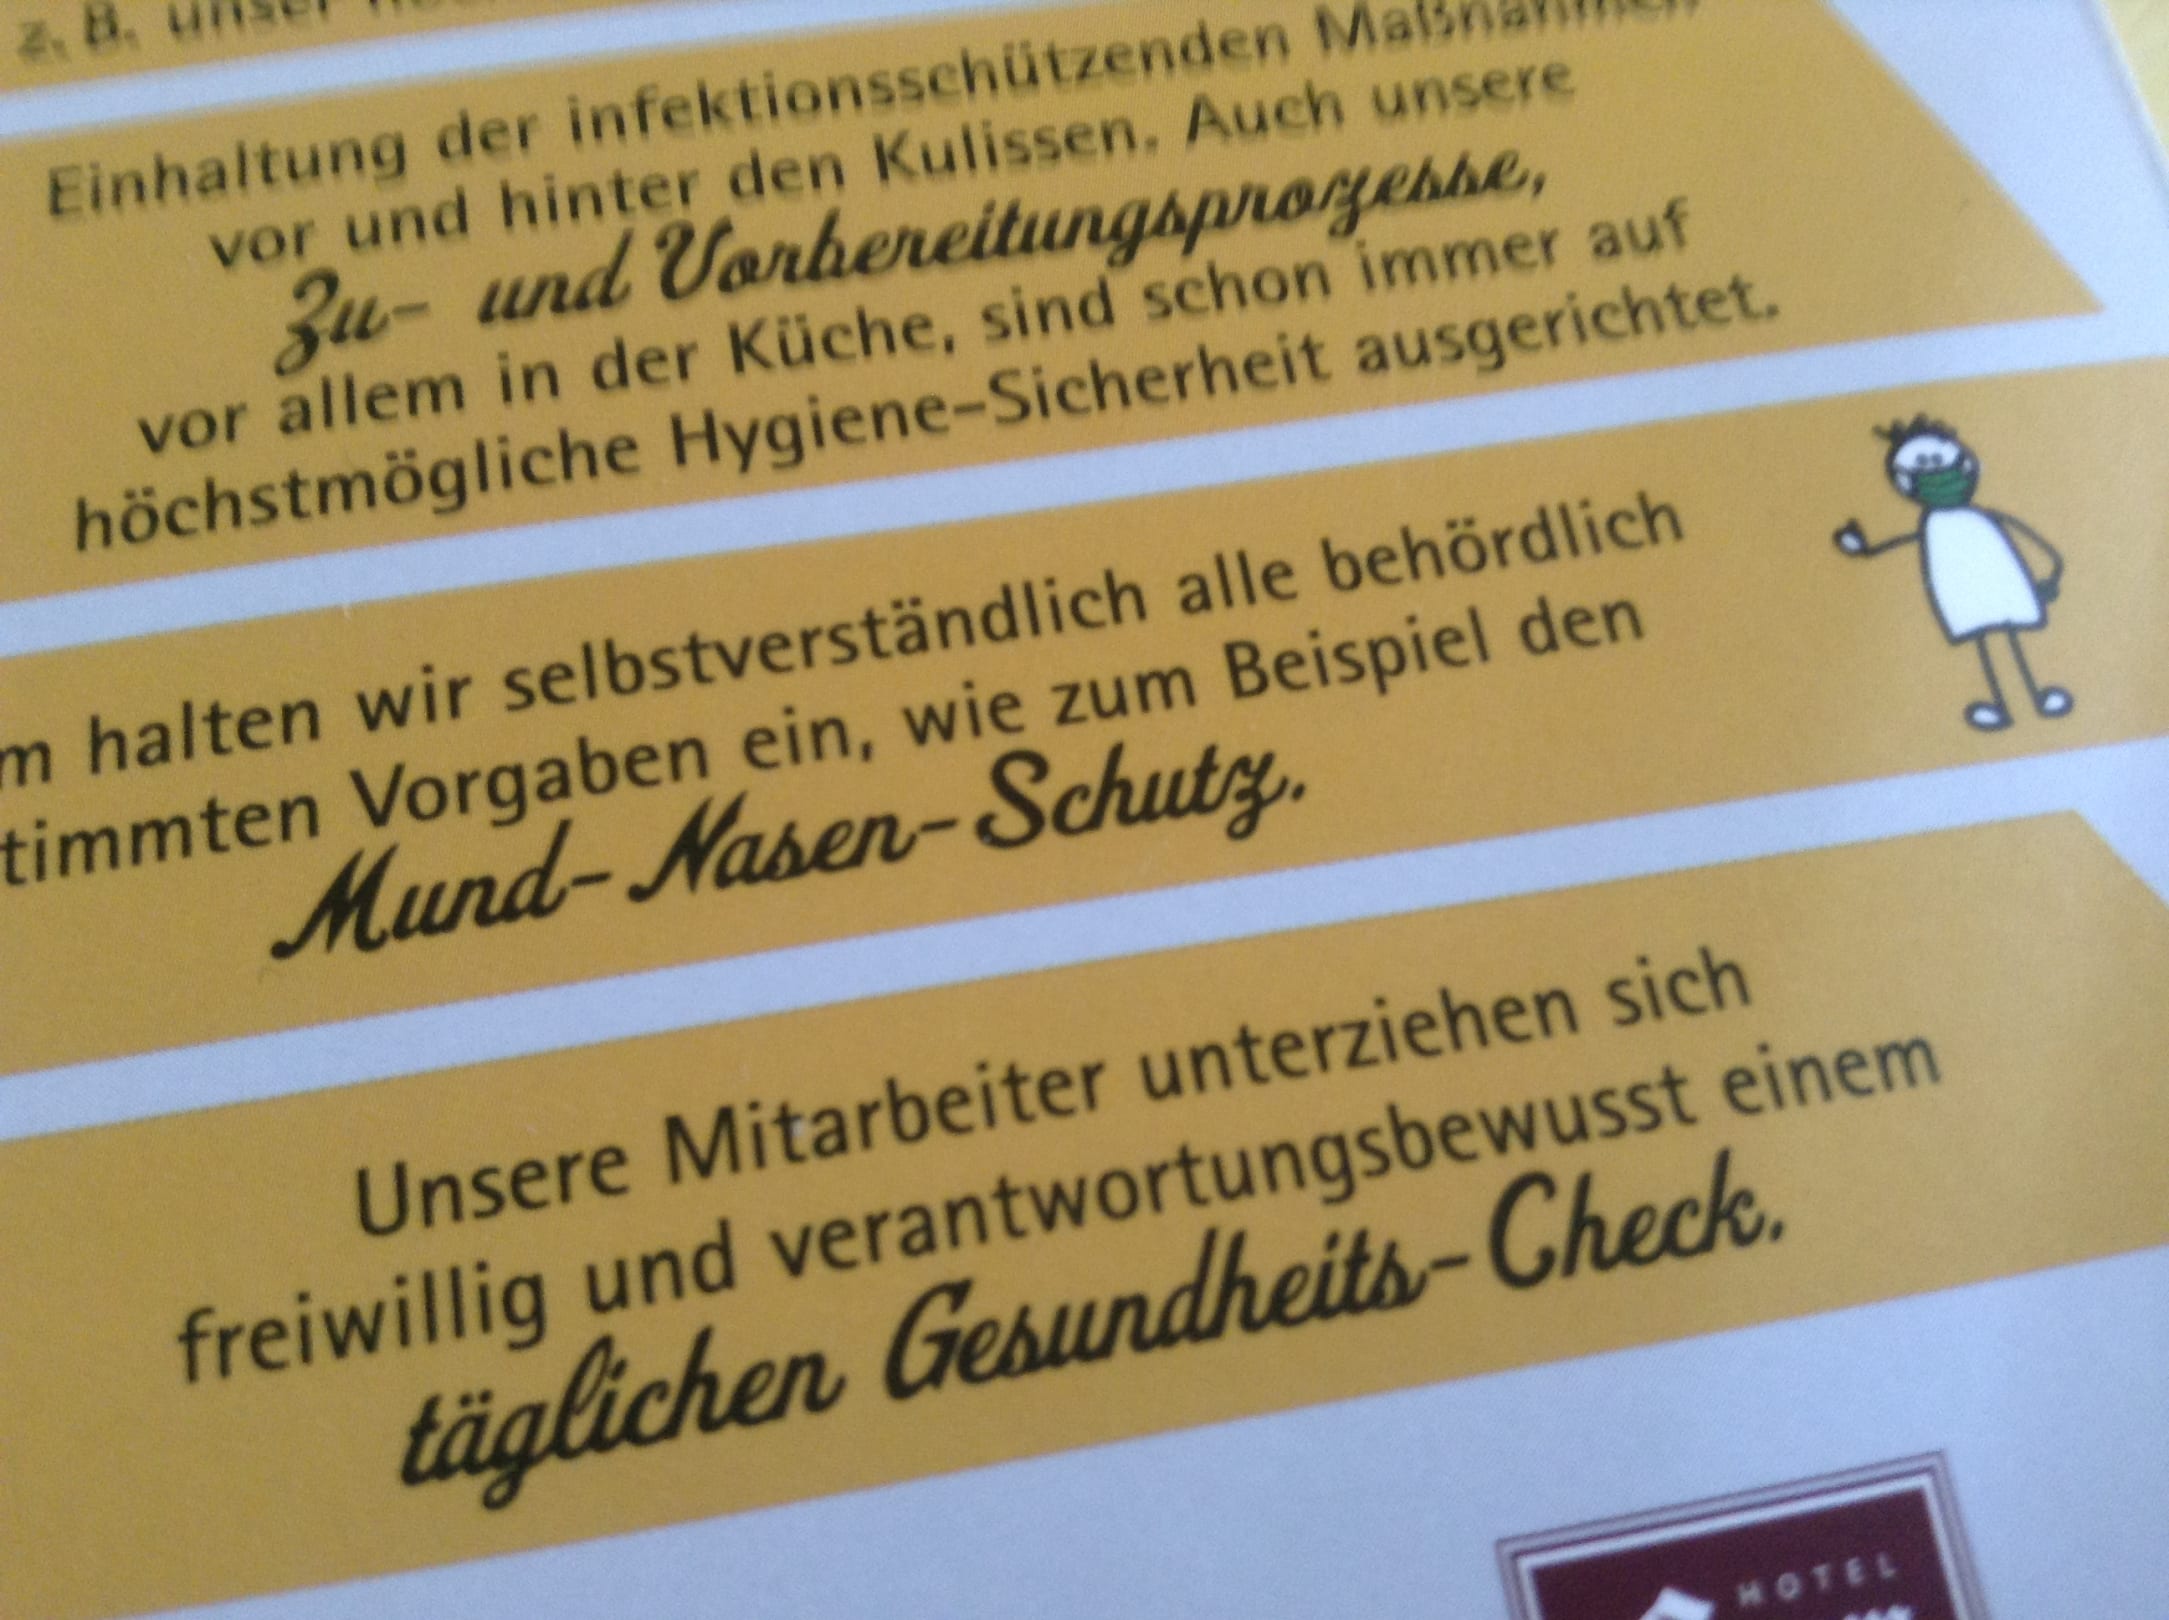 z. B. unser
Einhaltung der infektionsschützenden Maßnahmen
vor und hinter den Kulissen. Auch unsere
Zu- und Vorbereitungsprozesse,
vor allem in der Küche, sind schon immer auf
höchstmögliche Hygiene-Sicherheit ausgerichtet.
m halten wir selbstverständlich alle behördlich
timmten Vorgaben ein, wie zum Beispiel den
Mund-Nasen-Schutz.
Unsere Mitarbeiter unterziehen sich
freiwillig und verantwortungsbewusst einem
täglichen Gesundheits-Check.
HOTEL